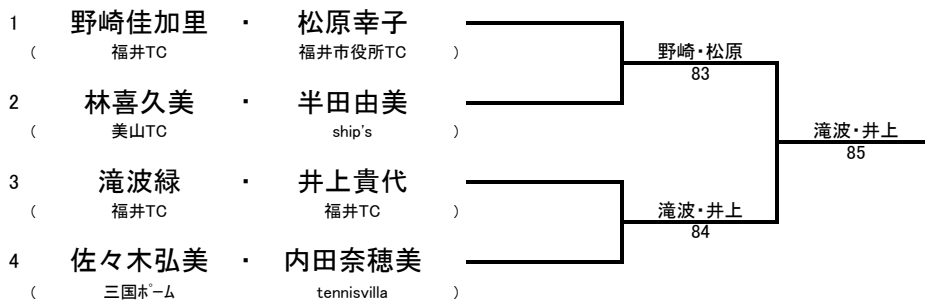 1 野崎佳加里 ・ 松原幸子
( 福井TC 福井市役所TC )
野崎・松原
83
2 林喜久美 ・ 半田由美
( 美山TC ship's )
滝波・井上
85
3 滝波緑 ・ 井上貴代
( 福井TC 福井TC )
滝波・井上
84
4 佐々木弘美 ・ 内田奈穂美
( 三国ﾎﾟｰﾑ tennisvilla )